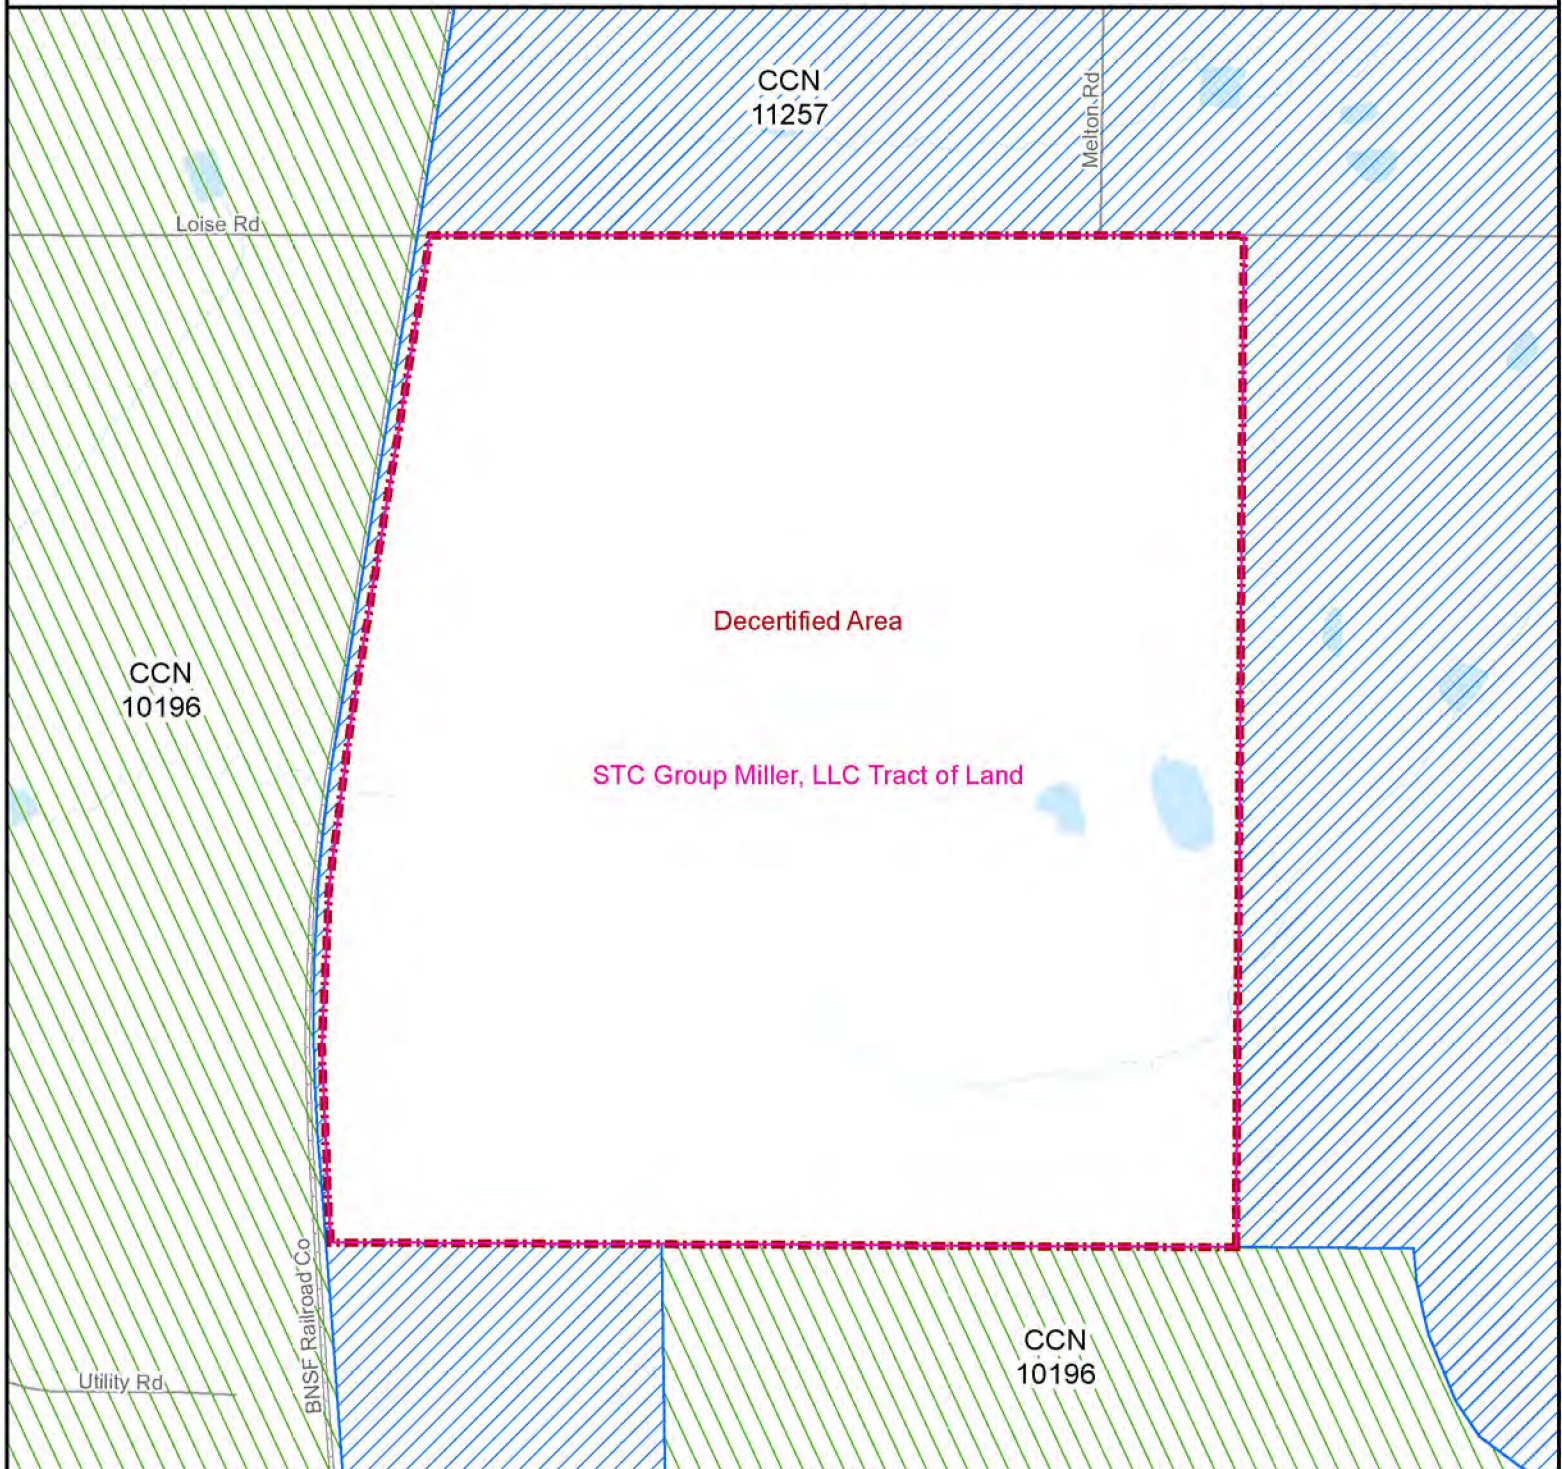 CCN
11257
Melton Rd
Loise Rd
Decertified Area
CCN
10196
STC Group Miller, LLC Tract of Land
BNSF Railroad Co
CCN
10196
Utility Rd